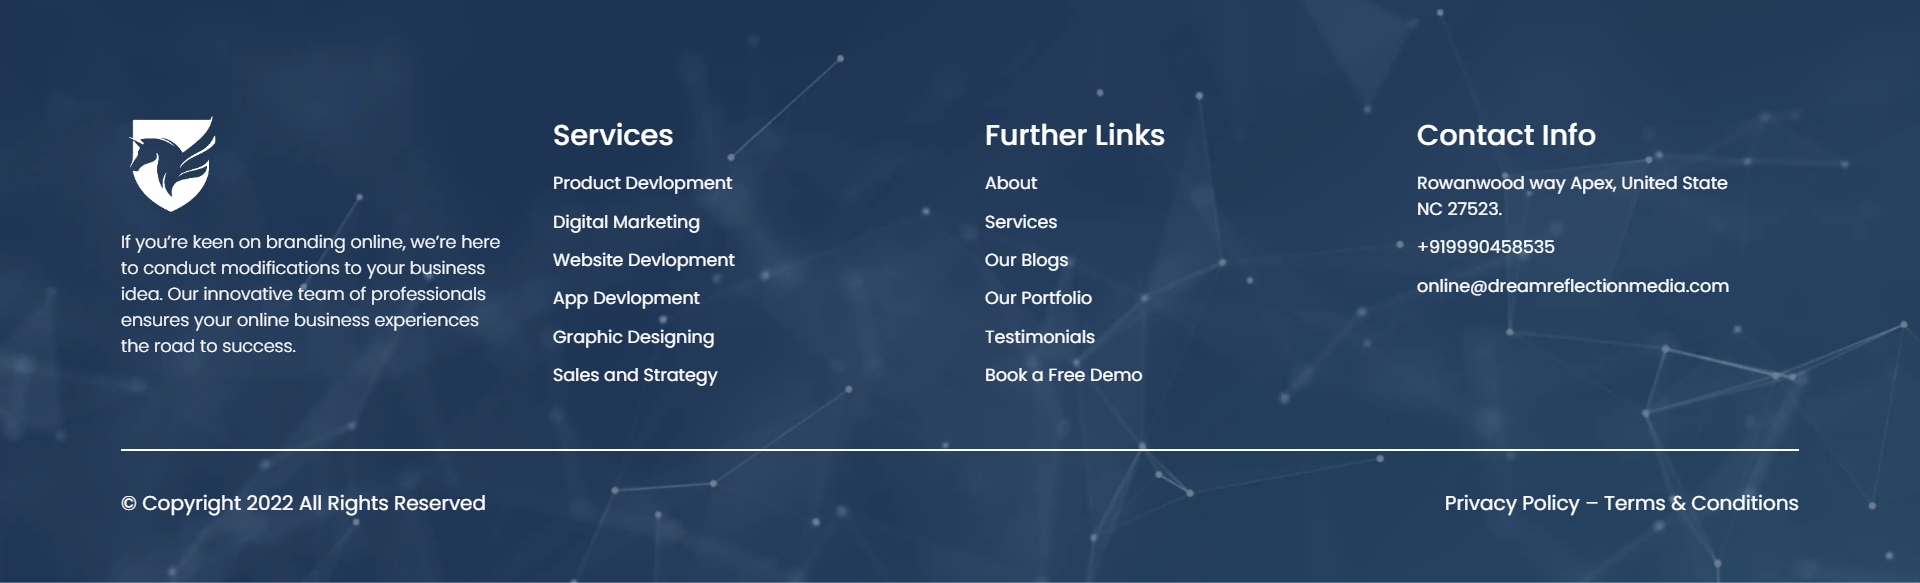 If you’re keen on branding online, we’re here
to conduct modifications to your business
idea. Our innovative team of professionals
ensures your online business experiences
the road to success.
Services
Product Devlopment
Digital Marketing
Website Devlopment
App Devlopment
Graphic Designing
Sales and Strategy
Further Links
About
Services
Our Blogs
Our Portfolio
Testimonials
Book a Free Demo
Contact Info
Rowanwood way Apex, United State
NC 27523.
+919990458535
online@dreamreflectionmedia.com
© Copyright 2022 All Rights Reserved
Privacy Policy – Terms & Conditions